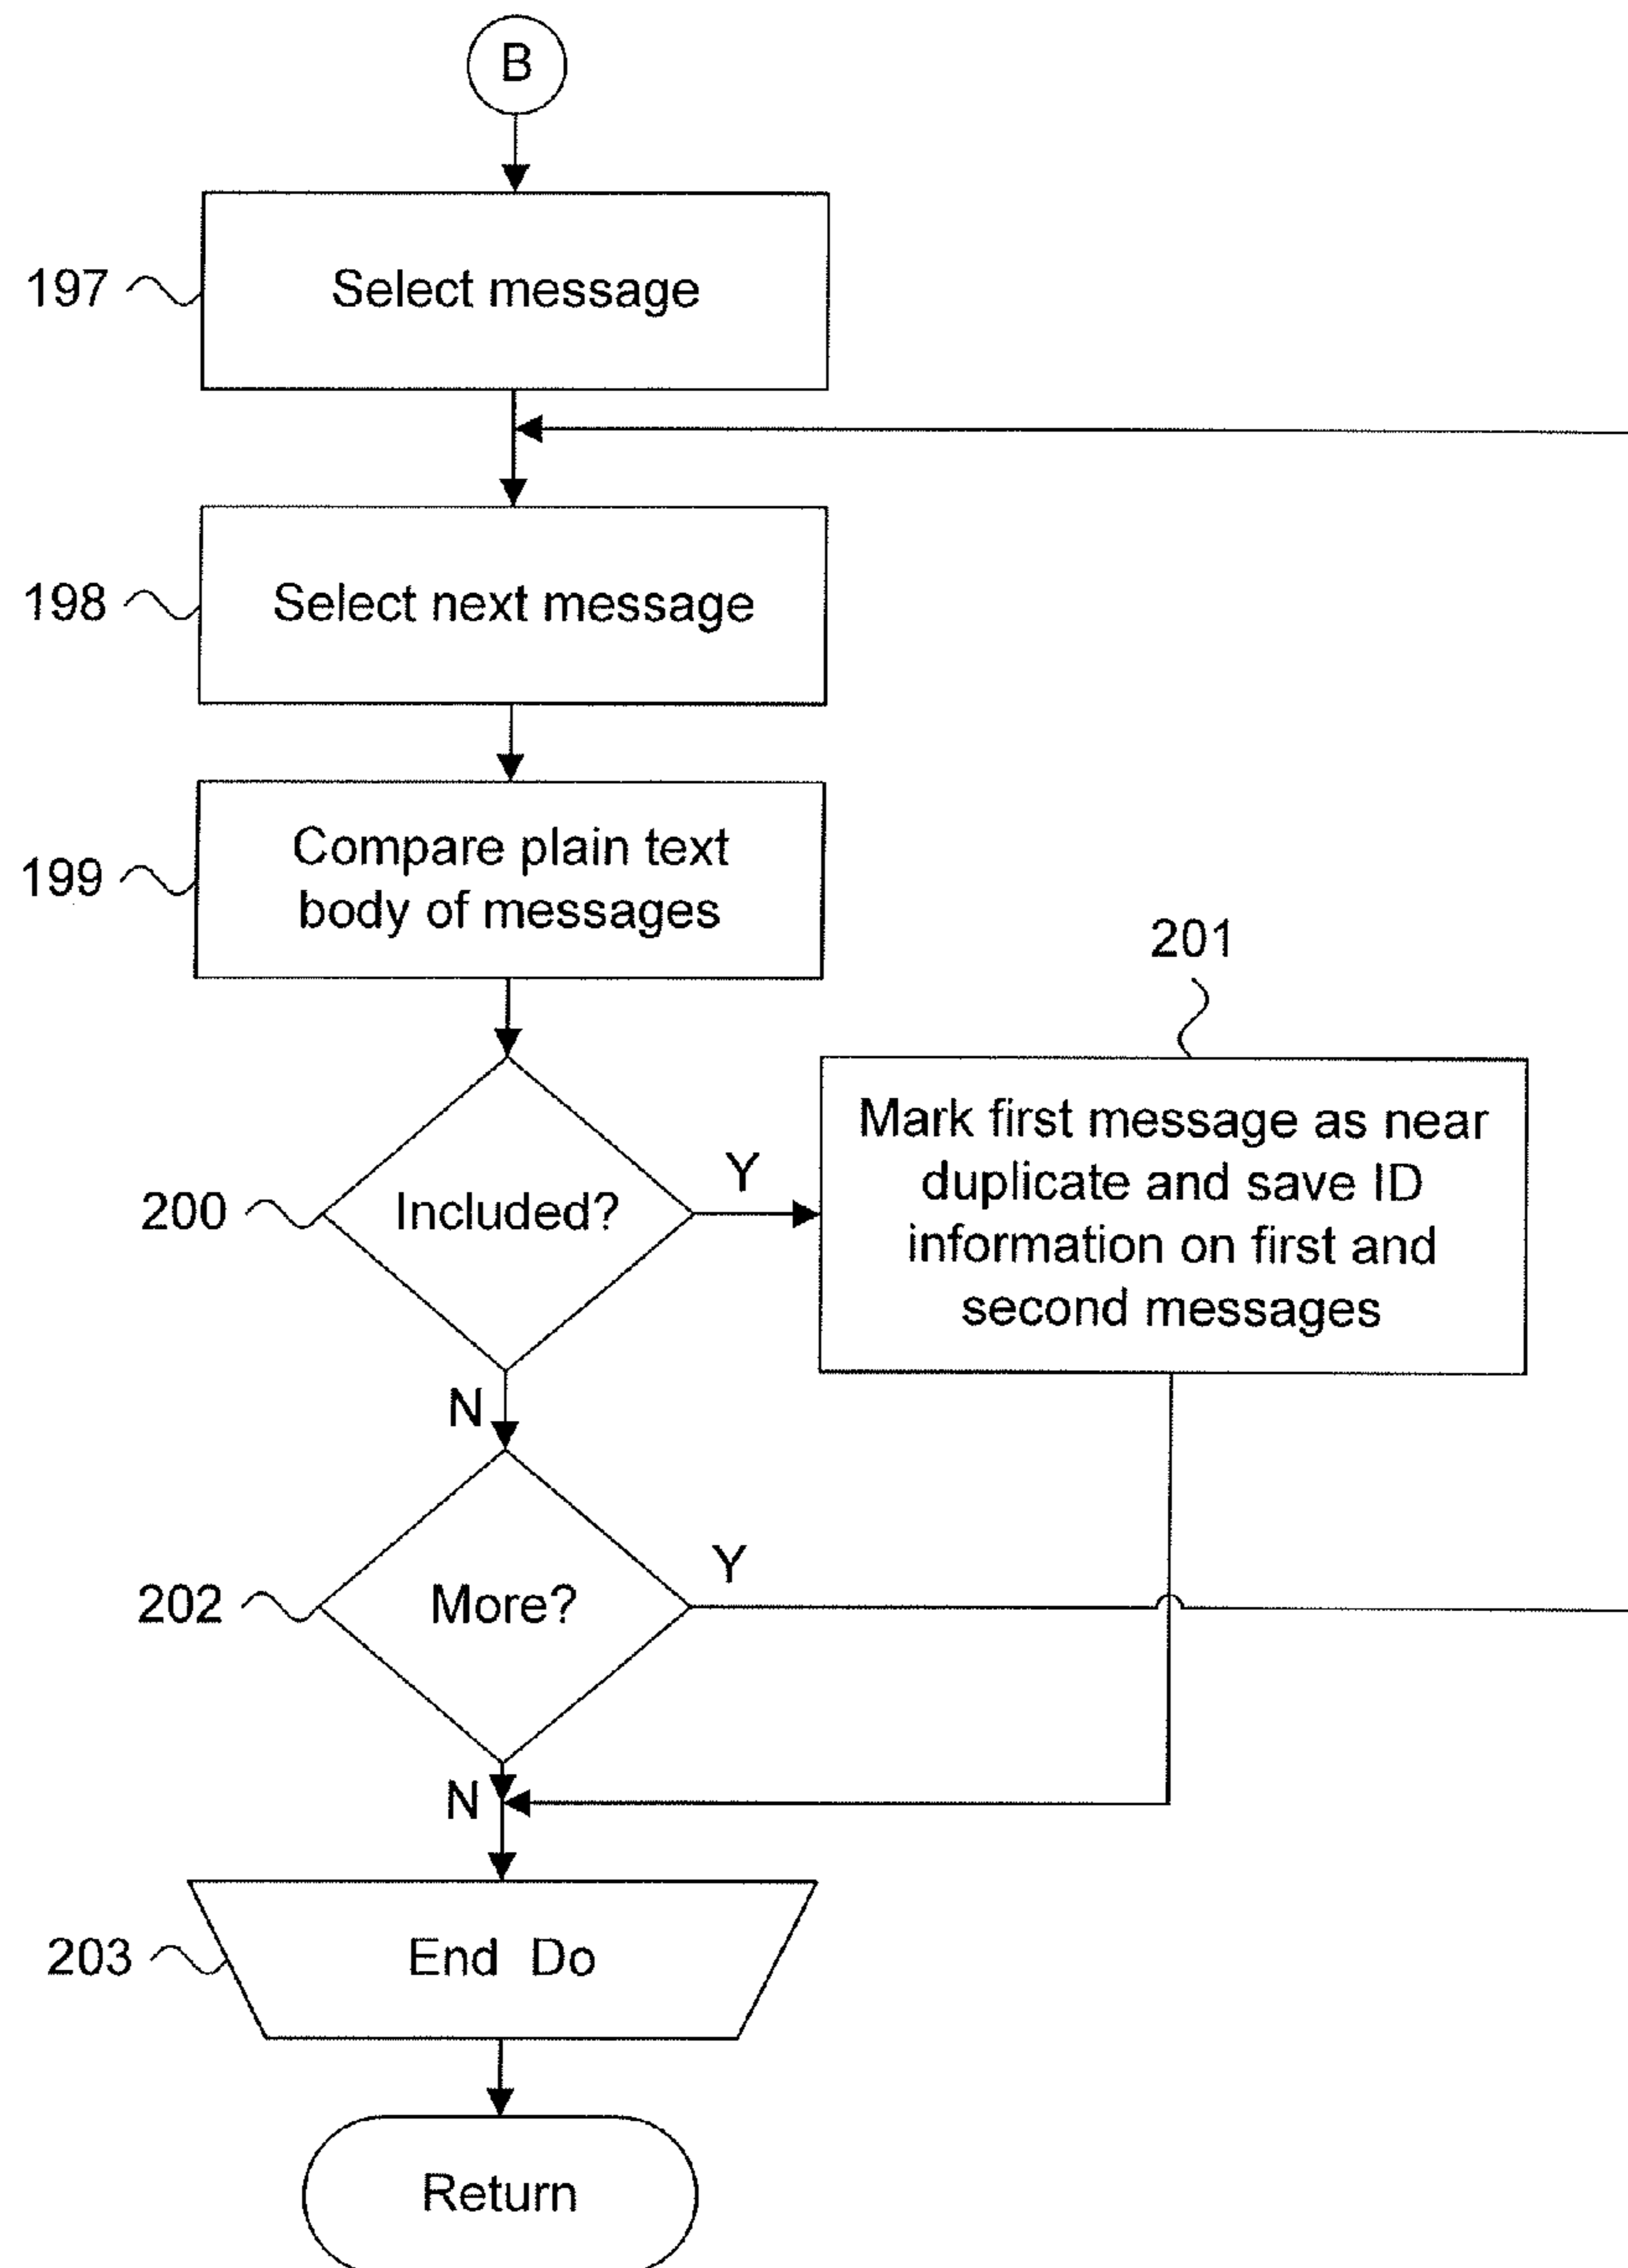 B
197
Select message
198
Select next message
199
Compare plain text
body of messages
201
Mark first message as near
duplicate and save ID
information on first and
second messages
200
Included?
Y
N
202
More?
Y
N
203
End Do
Return